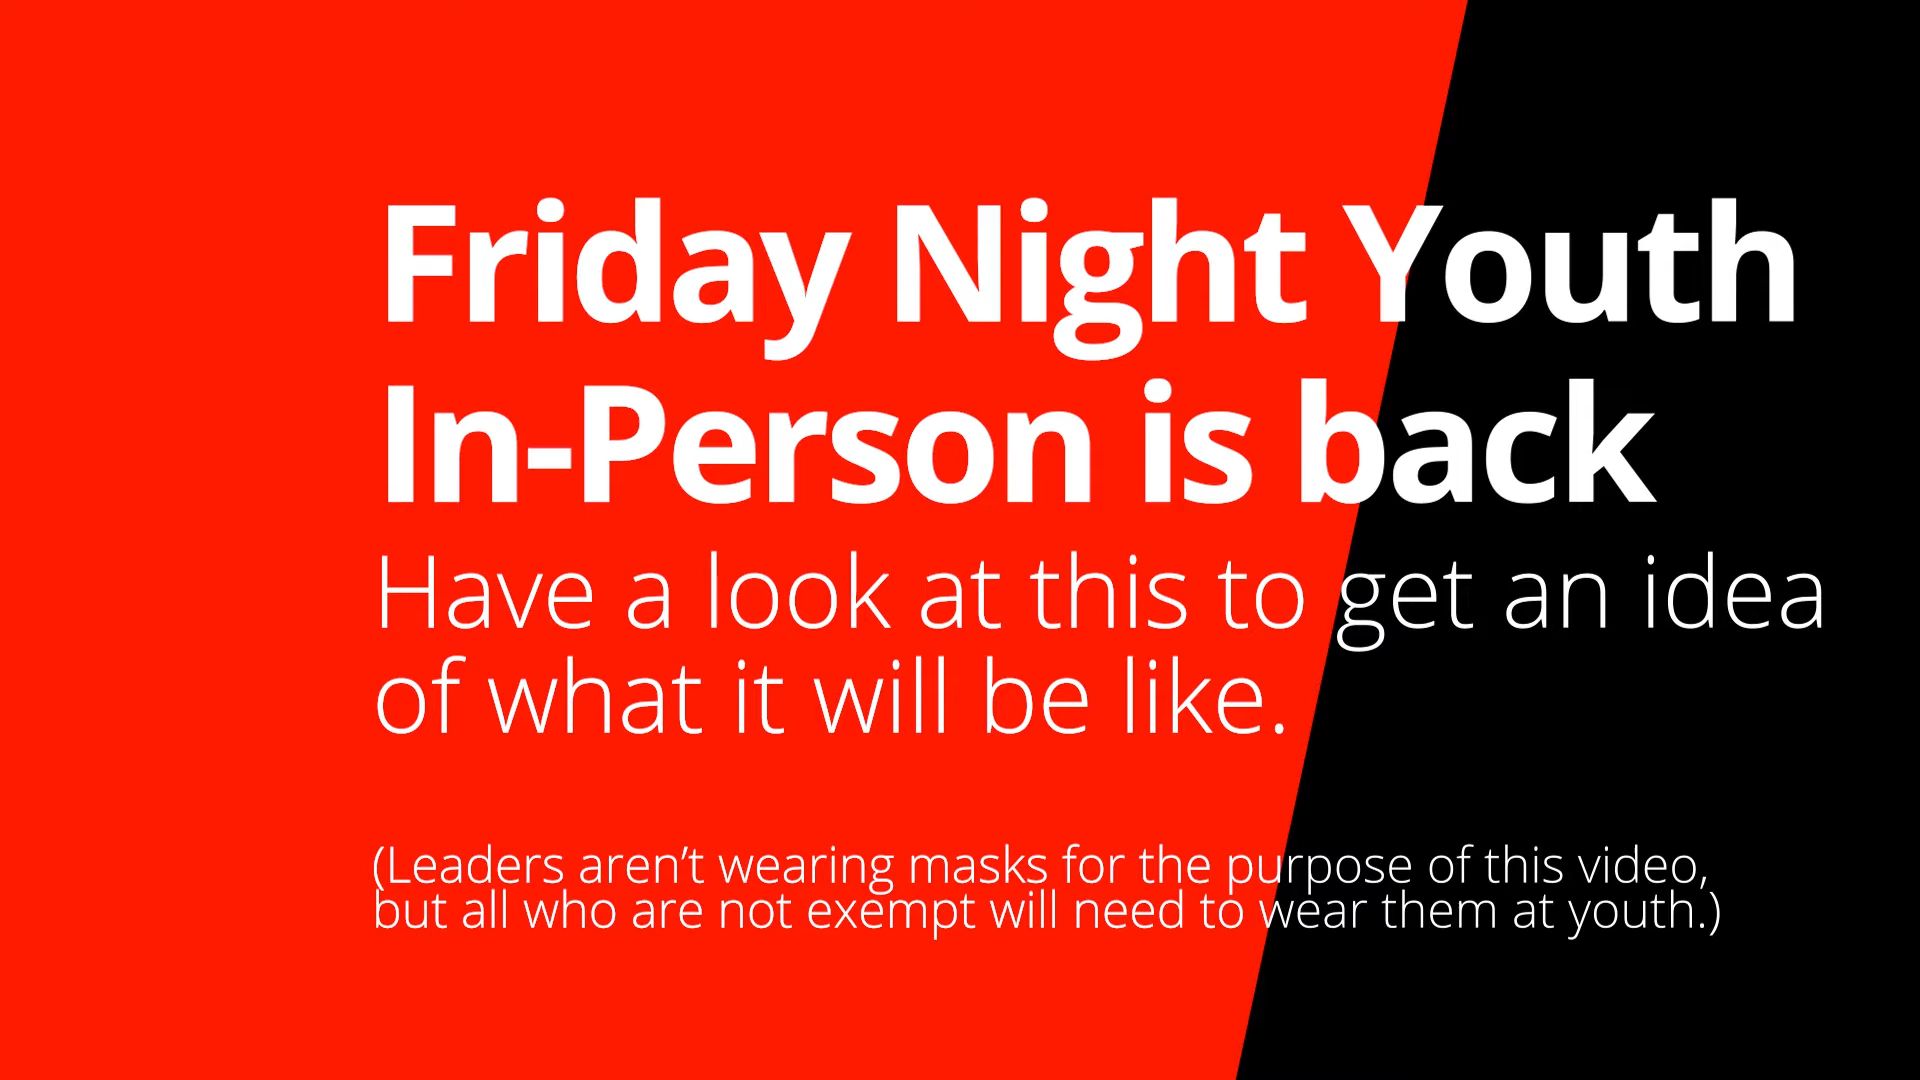 Friday Night Youth
In-Person is back
Have a look at this to get an idea
of what it will be like.
(Leaders aren’t wearing masks for the purpose of this video,
but all who are not exempt will need to wear them at youth.)